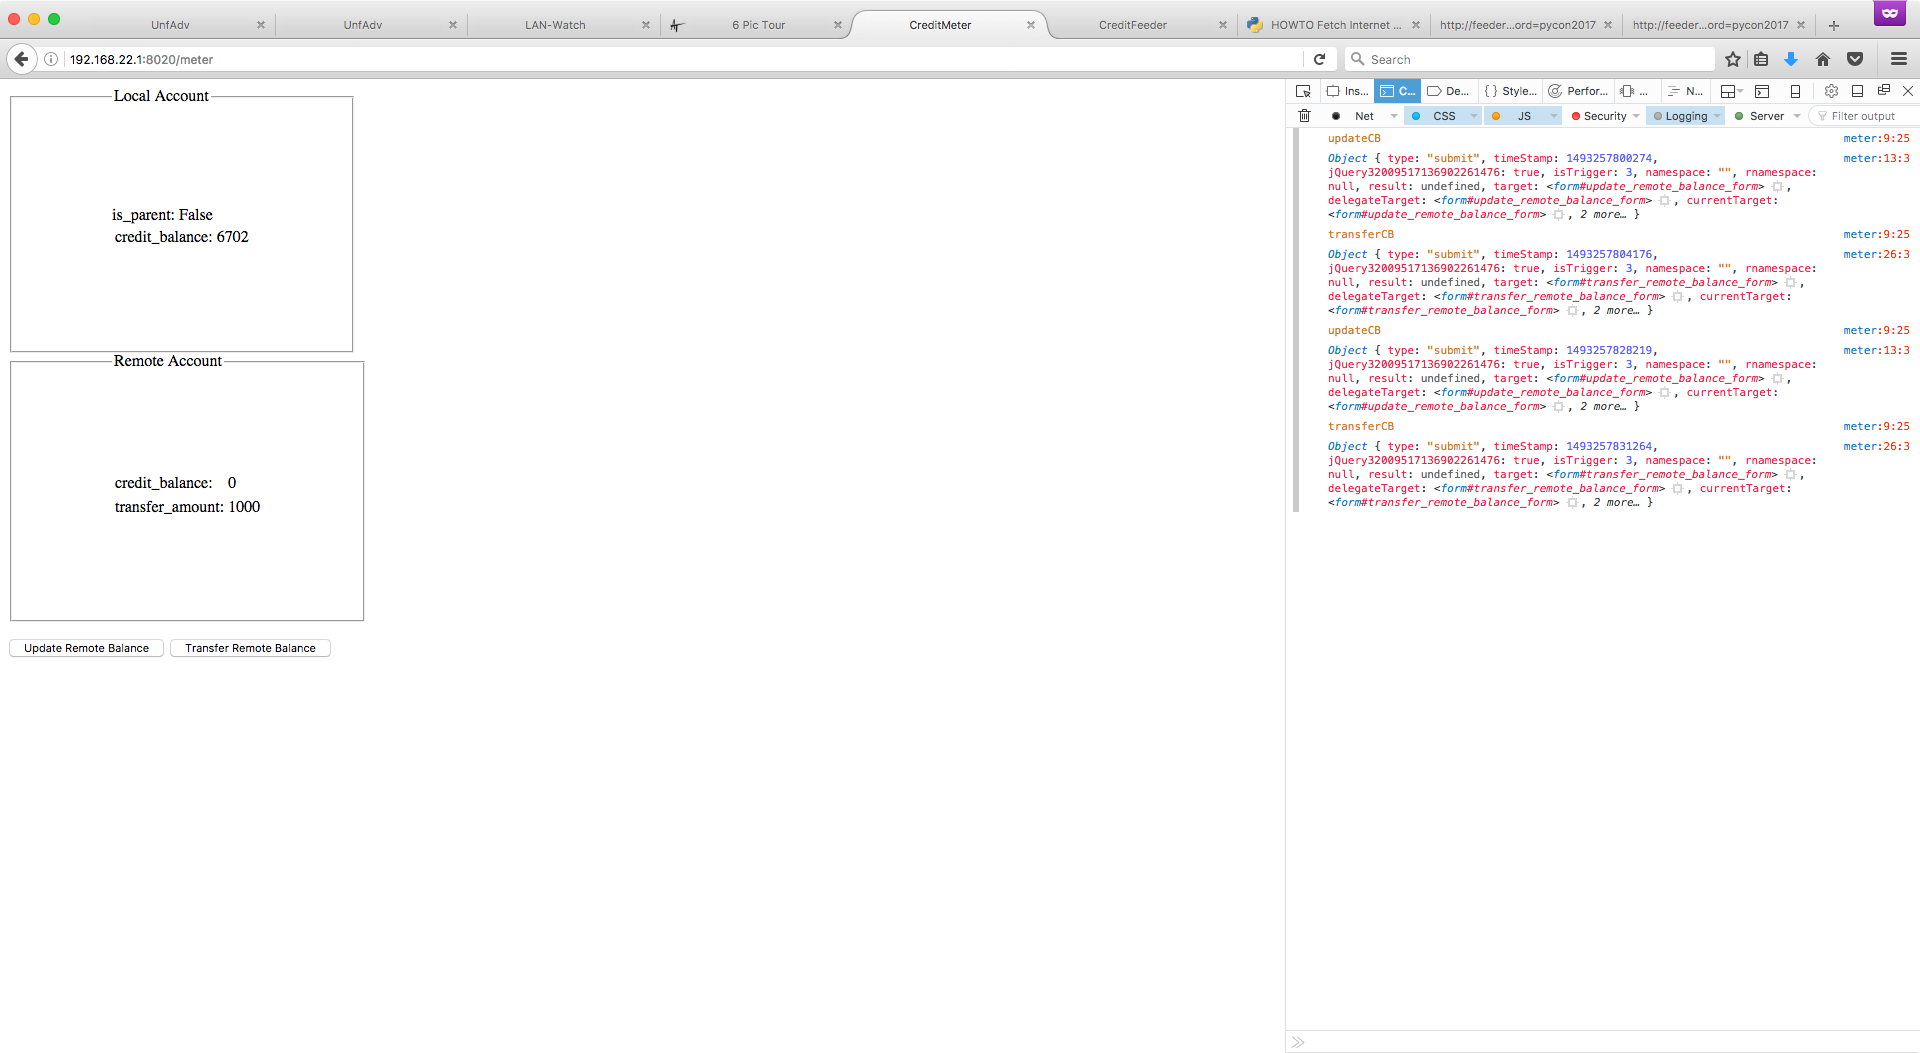 UnfAdv
UnfAdv
LAN-Watch
6 Pic Tour
CreditMeter
CreditFeeder
HOWTO Fetch Internet ...
http://feeder...ord=pycon2017
http://feeder...ord=pycon2017
192.168.22.1:8020/meter
Search
Local Account
is_parent: False
credit_balance: 6702
Remote Account
credit_balance: 0
transfer_amount: 1000
Update Remote Balance
Transfer Remote Balance
Ins... C... De... { } Style... Perfor... ... N...
Net CSS JS Security Logging Server Filter output
updateCB meter:9:25
Object { type: "submit", timeStamp: 1493257800274, meter:13:3
jQuery32009517136902261476: true, isTrigger: 3, namespace: "", rnamespace:
null, result: undefined, target: <form#update_remote_balance_form> ,
delegateTarget: <form#update_remote_balance_form> , currentTarget:
<form#update_remote_balance_form> , 2 more… }
transferCB meter:9:25
Object { type: "submit", timeStamp: 1493257804176, meter:26:3
jQuery32009517136902261476: true, isTrigger: 3, namespace: "", rnamespace:
null, result: undefined, target: <form#transfer_remote_balance_form> ,
delegateTarget: <form#transfer_remote_balance_form> , currentTarget:
<form#transfer_remote_balance_form> , 2 more… }
updateCB meter:9:25
Object { type: "submit", timeStamp: 1493257828219, meter:13:3
jQuery32009517136902261476: true, isTrigger: 3, namespace: "", rnamespace:
null, result: undefined, target: <form#update_remote_balance_form> ,
delegateTarget: <form#update_remote_balance_form> , currentTarget:
<form#update_remote_balance_form> , 2 more… }
transferCB meter:9:25
Object { type: "submit", timeStamp: 1493257831264, meter:26:3
jQuery32009517136902261476: true, isTrigger: 3, namespace: "", rnamespace:
null, result: undefined, target: <form#transfer_remote_balance_form> ,
delegateTarget: <form#transfer_remote_balance_form> , currentTarget:
<form#transfer_remote_balance_form> , 2 more… }